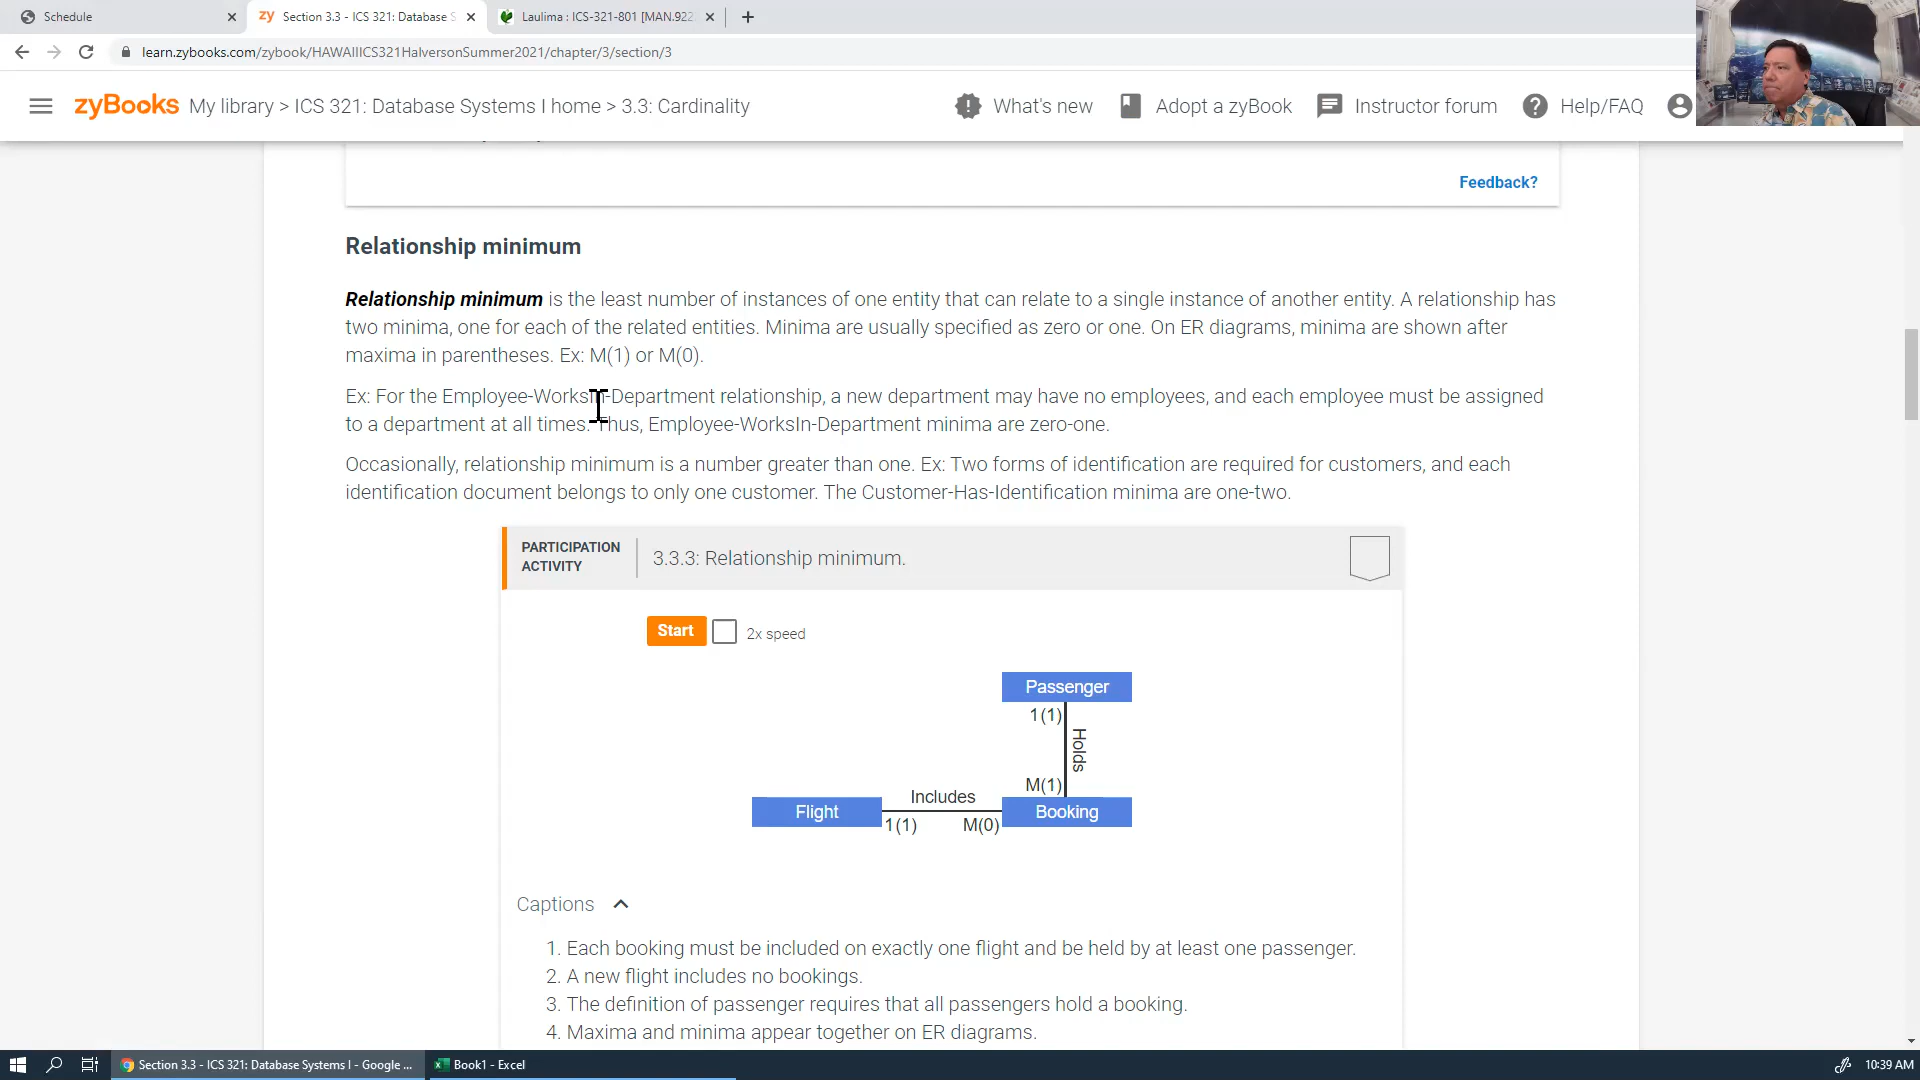 Schedule
zy Section 3.3 - ICS 321: Database S
Laulima : ICS-321-801 [MAN.922
learn.zybooks.com/zybook/HAWAIIICS321HalversonSummer2021/chapter/3/section/3
zyBooks My library > ICS 321: Database Systems I home > 3.3: Cardinality
What's new
Adopt a zyBook
Instructor forum
Help/FAQ
Feedback?
Relationship minimum
Relationship minimum is the least number of instances of one entity that can relate to a single instance of another entity. A relationship has
two minima, one for each of the related entities. Minima are usually specified as zero or one. On ER diagrams, minima are shown after
maxima in parentheses. Ex: M(1) or M(0).
Ex: For the Employee-WorksIn-Department relationship, a new department may have no employees, and each employee must be assigned
to a department at all times. Thus, Employee-WorksIn-Department minima are zero-one.
Occasionally, relationship minimum is a number greater than one. Ex: Two forms of identification are required for customers, and each
identification document belongs to only one customer. The Customer-Has-Identification minima are one-two.
PARTICIPATION
ACTIVITY
3.3.3: Relationship minimum.
Start
2x speed
Passenger
1(1)
Holds
M(1)
Includes
Flight
Booking
1(1)
M(0)
Captions
1. Each booking must be included on exactly one flight and be held by at least one passenger.
2. A new flight includes no bookings.
3. The definition of passenger requires that all passengers hold a booking.
4. Maxima and minima appear together on ER diagrams.
Section 3.3 - ICS 321: Database Systems I - Google ...
Book1 - Excel
10:39 AM